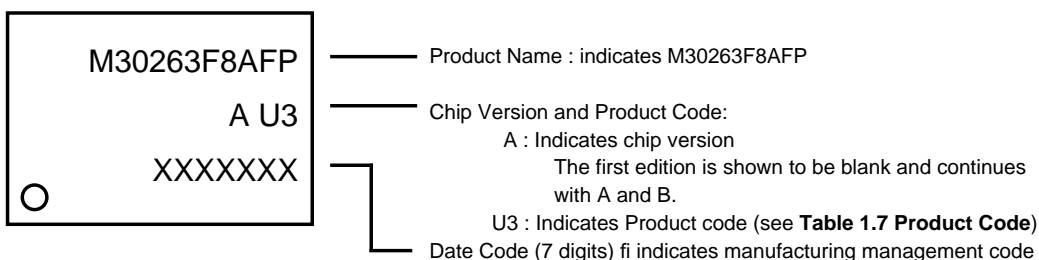 M30263F8AFP
A U3
XXXXXXX
Product Name : indicates M30263F8AFP
Chip Version and Product Code:
A : Indicates chip version
The first edition is shown to be blank and continues
with A and B.
U3 : Indicates Product code (see Table 1.7 Product Code)
Date Code (7 digits) fi indicates manufacturing management code